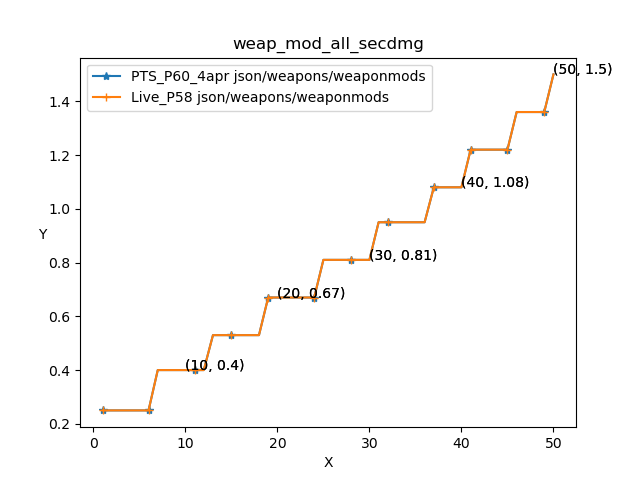 weap_mod_all_secdmg
PTS_P60_4apr json/weapons/weaponmods
Live_P58 json/weapons/weaponmods
(50, 1.5)
1.4
1.2
(40, 1.08)
1.0
Y
(30, 0.81)
0.8
(20, 0.67)
0.6
(10, 0.4)
0.4
0.2
0 10 20 30 40 50
X